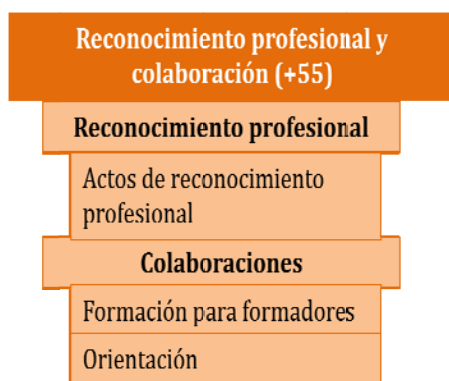 Reconocimiento profesional y
colaboración (+55)
Reconocimiento profesional
Actos de reconocimiento
profesional
Colaboraciones
Formación para formadores
Orientación